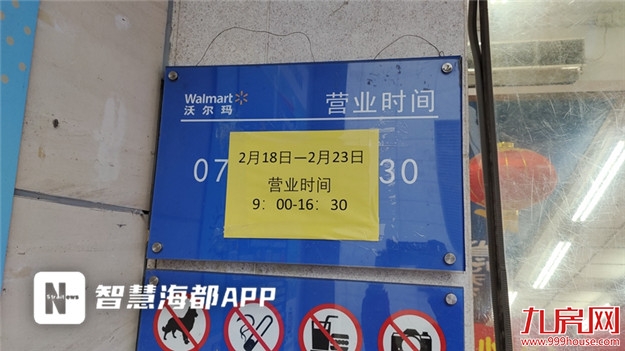 Walmart
沃尔玛
营业时间
07
30
2月18日—2月23日
营业时间
9：00-16：30
N
Strait News
智慧海都APP
九房网
www.999house.com